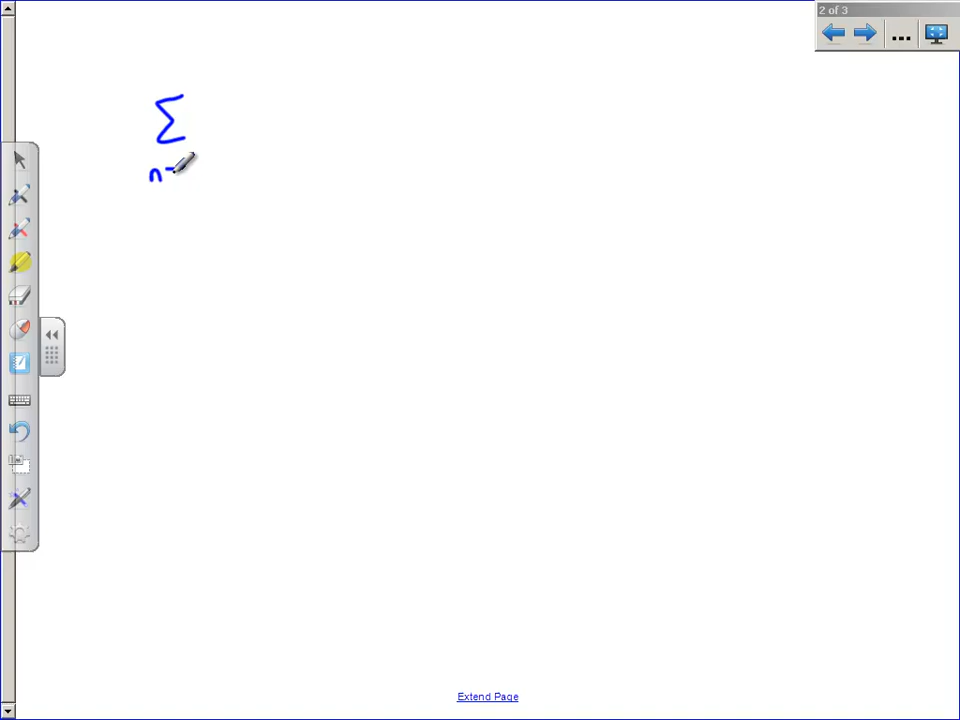 2 of 3
...
Σ
n-
Extend Page